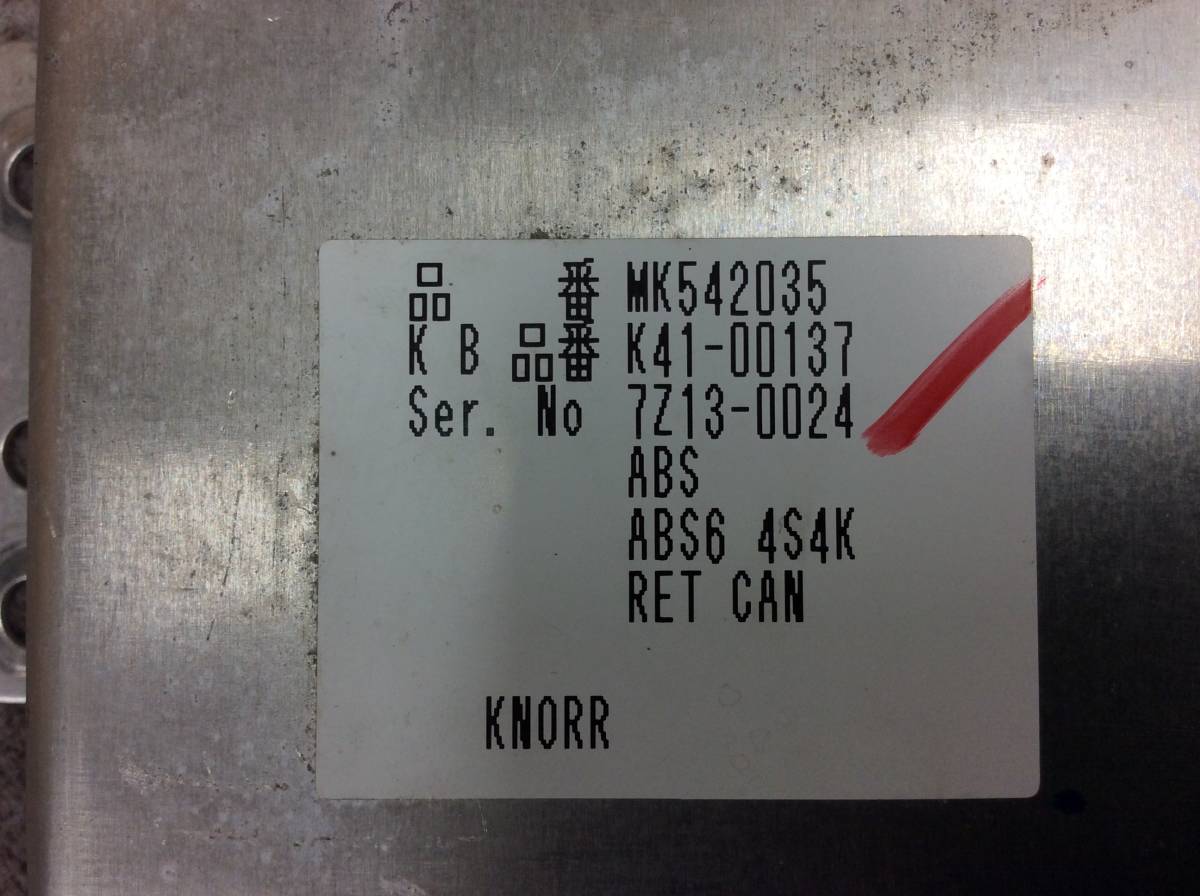 品　　番 MK542035
K B 品番 K41-00137
Ser. No 7Z13-0024
ABS
ABS6 4S4K
RET CAN
KNORR